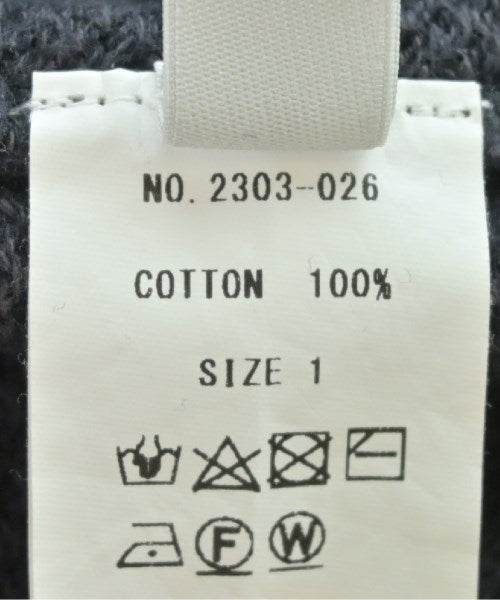 NO. 2303-026
COTTON 100%
SIZE 1
F W